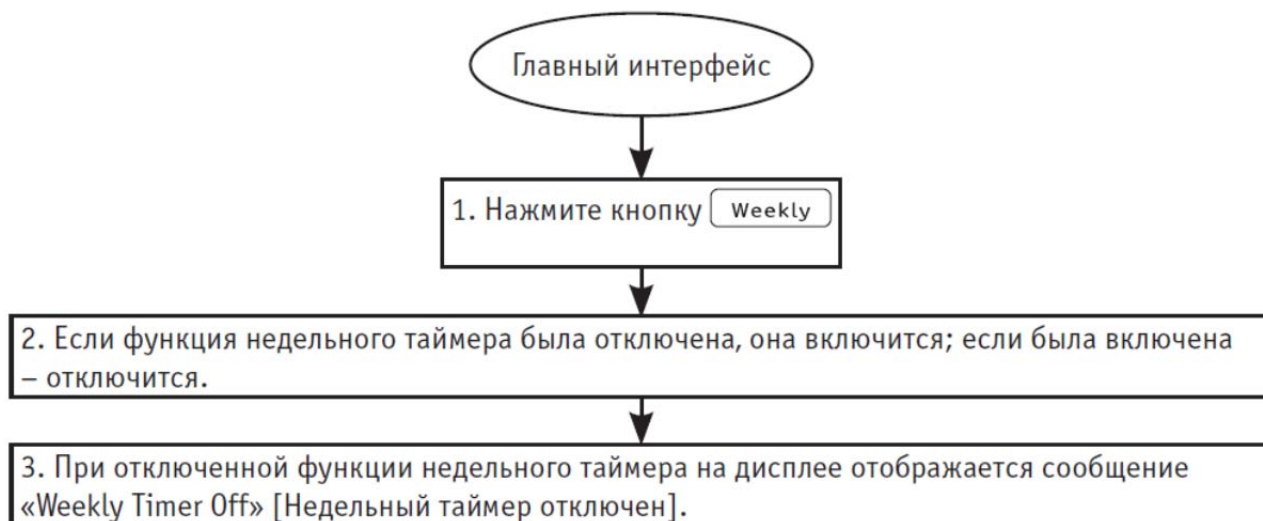 Главный интерфейс
1. Нажмите кнопку Weekly
2. Если функция недельного таймера была отключена, она включится; если была включена
– отключится.
3. При отключенной функции недельного таймера на дисплее отображается сообщение
«Weekly Timer Off» [Недельный таймер отключен].